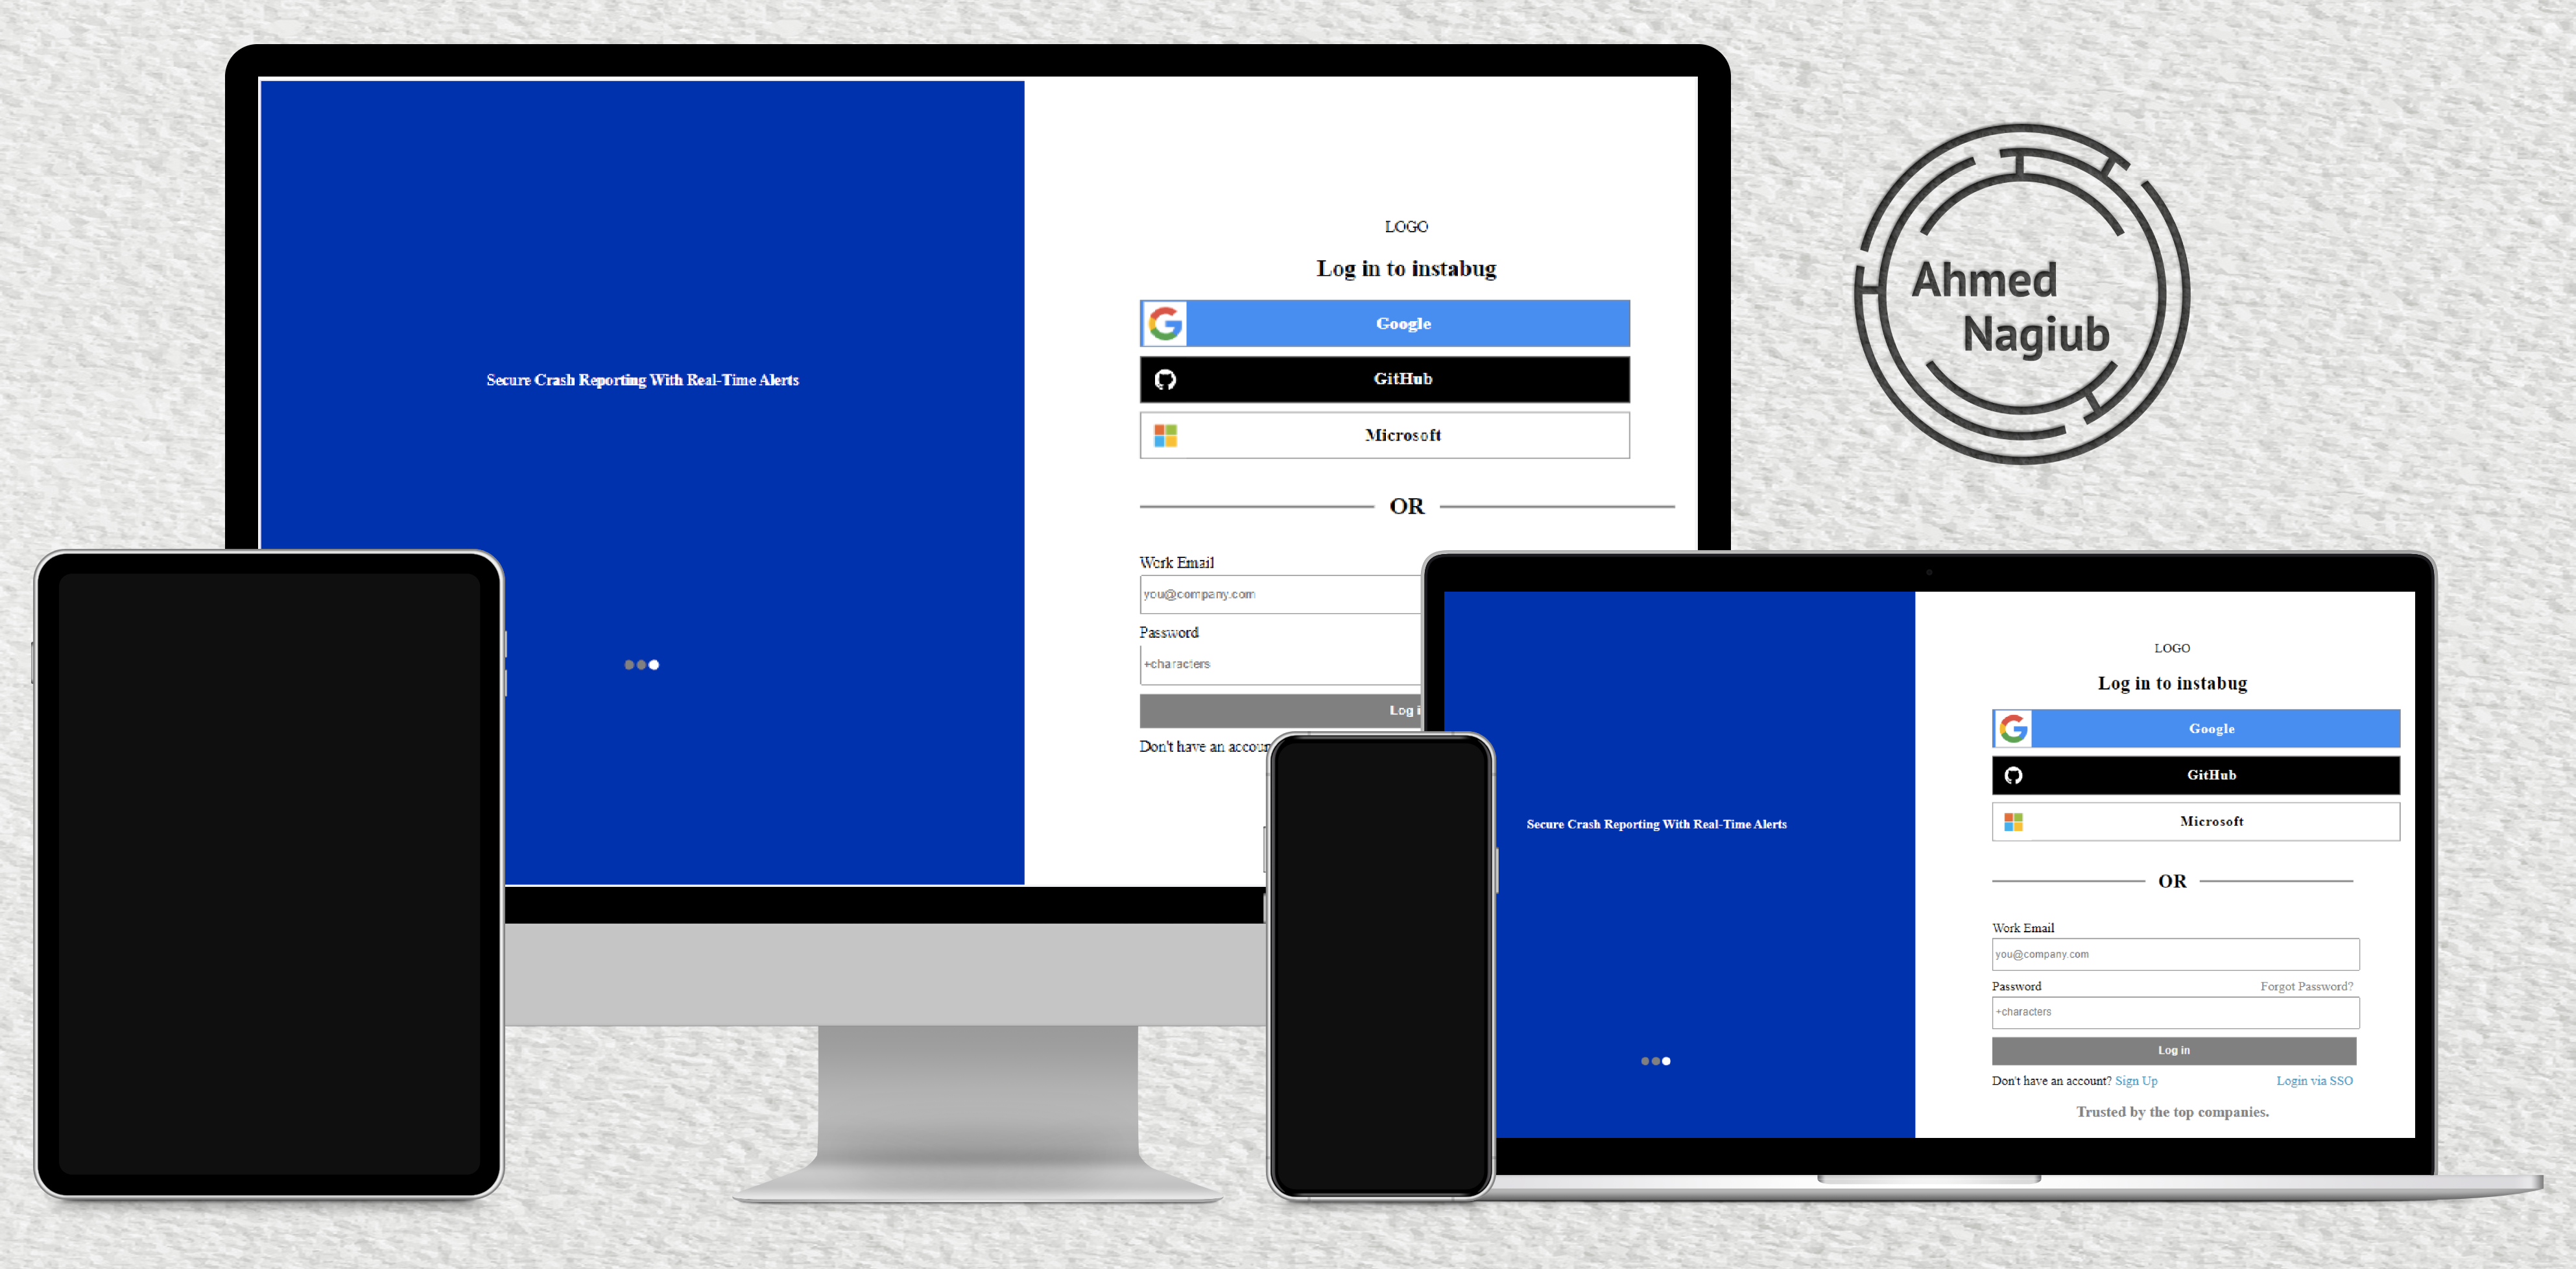 LOGO
Log in to instabug
Google
GitHub
Microsoft
Secure Crash Reporting With Real-Time Alerts
OR
Work Email
you@company.com
Password
+characters
Log i
Don't have an accoun
Ahmed
Nagiub
LOGO
Log in to instabug
Google
GitHub
Microsoft
Secure Crash Reporting With Real-Time Alerts
OR
Work Email
you@company.com
Password Forgot Password?
+characters
Log in
Don't have an account? Sign Up Login via SSO
Trusted by the top companies.